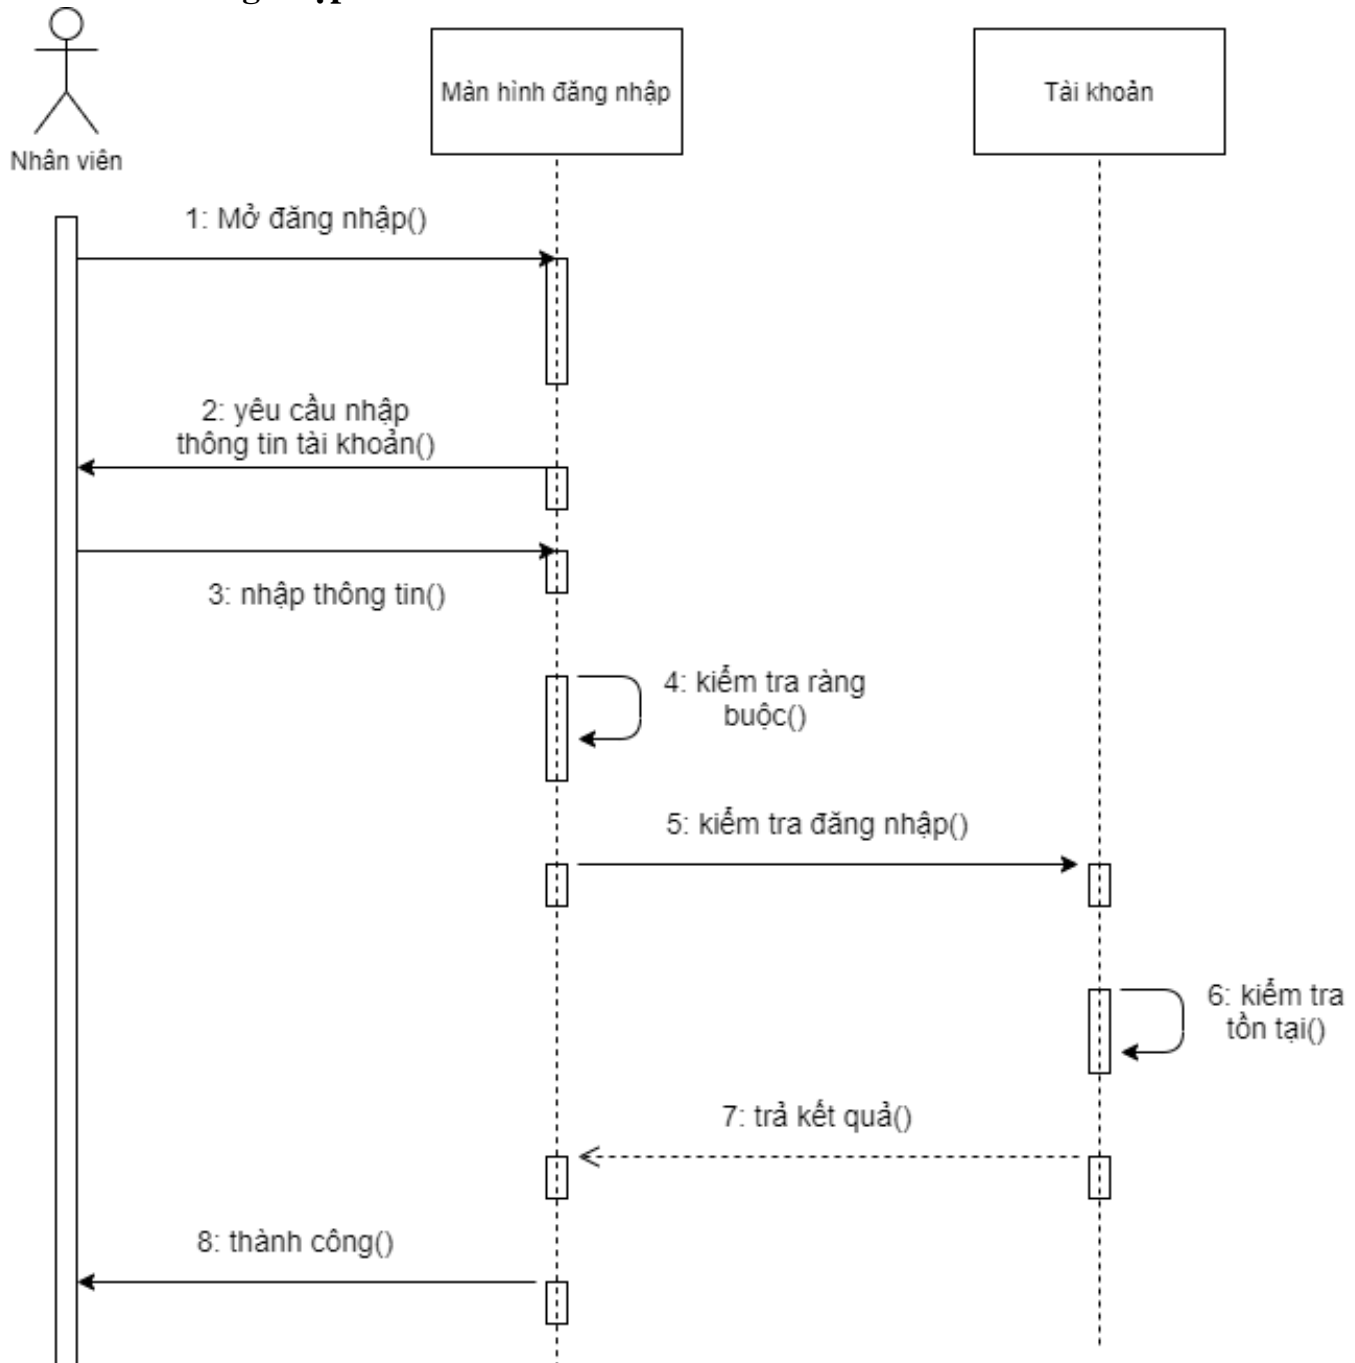 Nhân viên
Màn hình đăng nhập
Tài khoản
1: Mở đăng nhập()
2: yêu cầu nhập
thông tin tài khoản()
3: nhập thông tin()
4: kiểm tra ràng
buộc()
5: kiểm tra đăng nhập()
6: kiểm tra
tồn tại()
7: trả kết quả()
8: thành công()